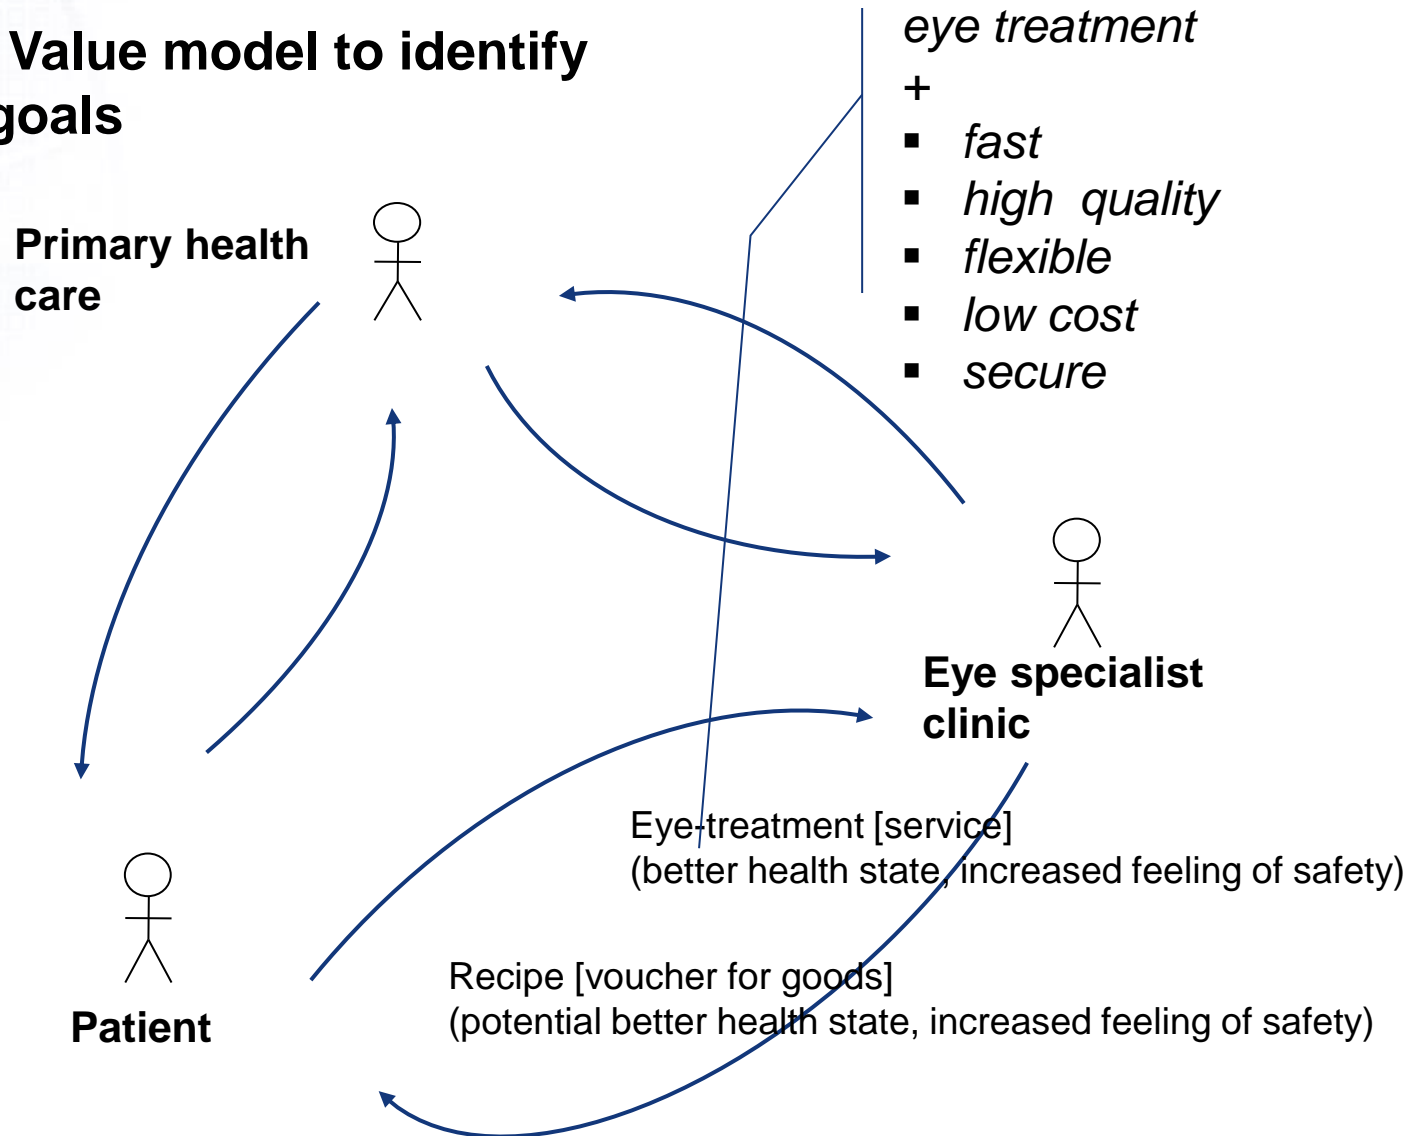 Value model to identify
goals
eye treatment
+
▪ fast
▪ high quality
▪ flexible
▪ low cost
▪ secure
Primary health
care
Eye specialist
clinic
Eye-treatment [service]
(better health state, increased feeling of safety)
Recipe [voucher for goods]
(potential better health state, increased feeling of safety)
Patient